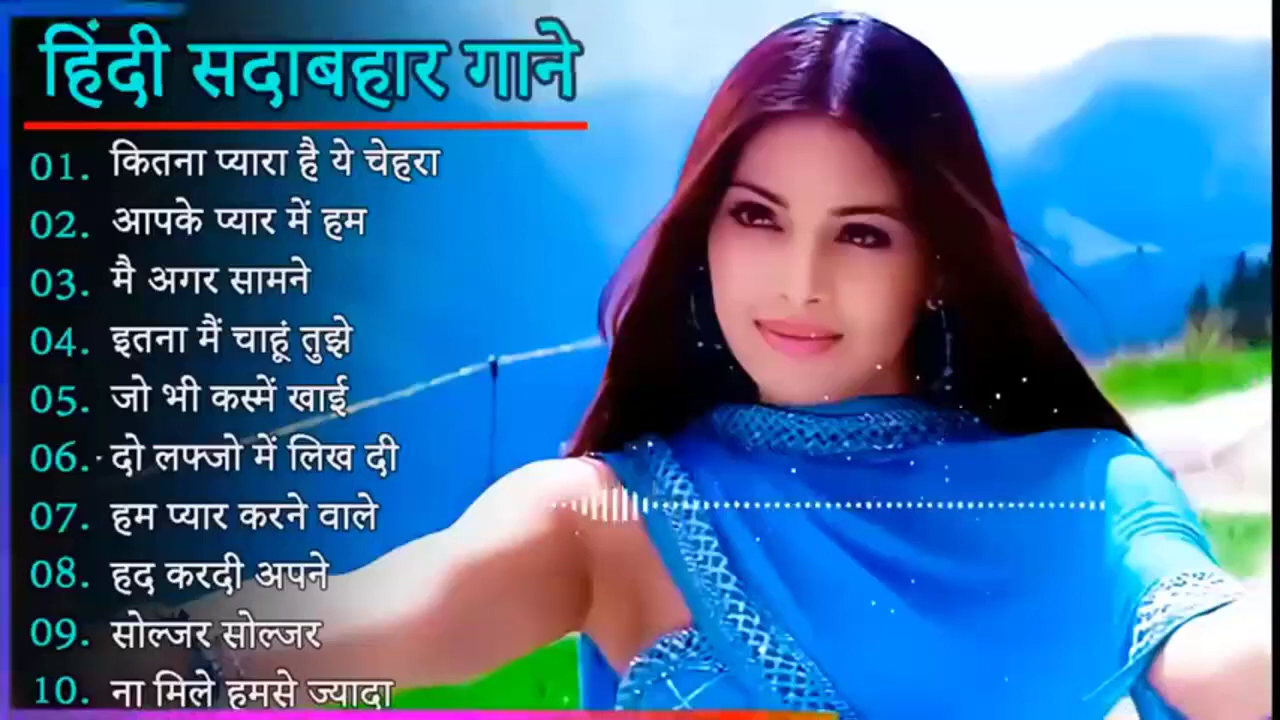 हिंदी सदाबहार गाने
01. कितना प्यारा है ये चेहरा
02. आपके प्यार में हम
03. मै अगर सामने
04. इतना मैं चाहूं तुझे
05. जो भी कस्में खाई
06. दो लफ्जो में लिख दी
07. हम प्यार करने वाले
08. हद करदी अपने
09. सोल्जर सोल्जर
10. ना मिले हमसे ज्यादा